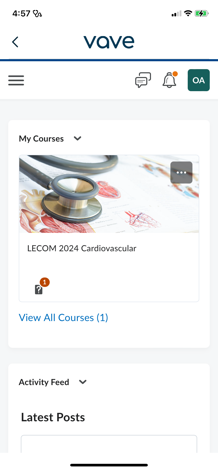 4:57
vave
OA
My Courses
LECOM 2024 Cardiovascular
1
View All Courses (1)
Activity Feed
Latest Posts